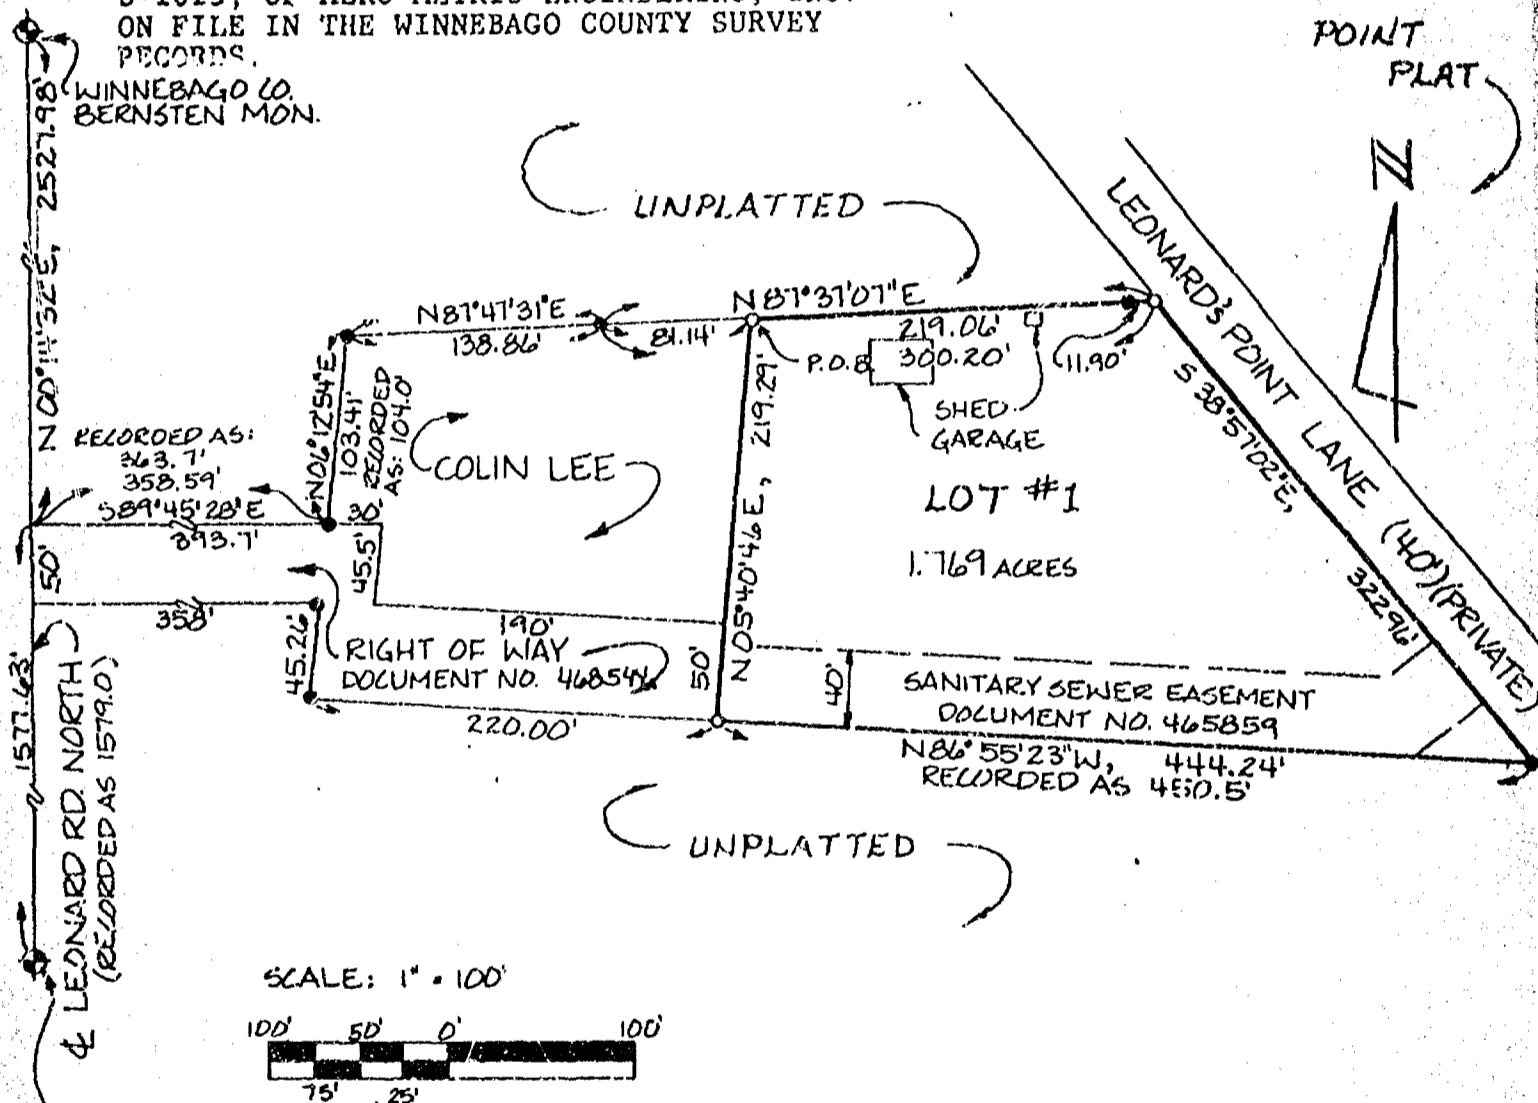 ON FILE IN THE WINNEBAGO COUNTY SURVEY
RECORDS.
WINNEBAGO CO.
BERNSTEN MON.
POINT
PLAT
N
UNPLATTED
LEONARD'S POINT LANE (40')(PRIVATE)
N 00°11'32"E, 2527.98'
N87°47'31"E
138.86'
81.14'
N 87°37'07"E
219.06'
300.20'
11.90'
P.O.B.
SHED
GARAGE
S 38°57'02"E,
322.96'
N06°12'54"E
103.41'
RECORDED
AS: 104.0'
RECORDED AS:
363.7'
358.59'
S89°45'28"E
393.7'
30'
45.5'
COLIN LEE
N05°40'46"E, 219.29'
LOT #1
1.769 ACRES
50'
358'
45.26'
190'
RIGHT OF WAY
DOCUMENT NO.
220.00'
50'
40'
SANITARY SEWER EASEMENT
DOCUMENT NO. 465859
N86°55'23"W, 444.24'
RECORDED AS 450.5'
1577.63'
℄ LEONARD RD. NORTH
(RECORDED AS 1579.0')
UNPLATTED
SCALE: 1" = 100'
100' 50' 0' 100'
75' 25'